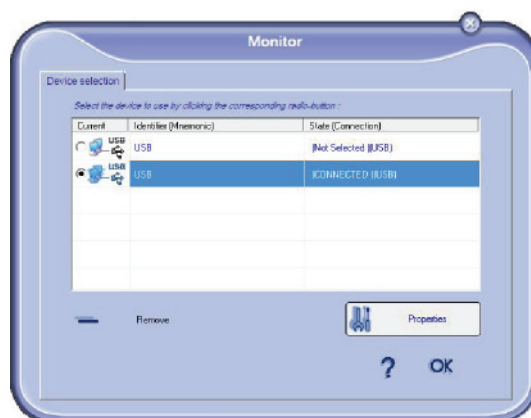 Monitor
Device selection
Select the device to use by clicking the corresponding radio-button :
Current Identifier (Mnemonic) State (Connection)
USB USB |Not Selected |(USB)
USB USB |CONNECTED |(USB)
Remove Properties
? OK